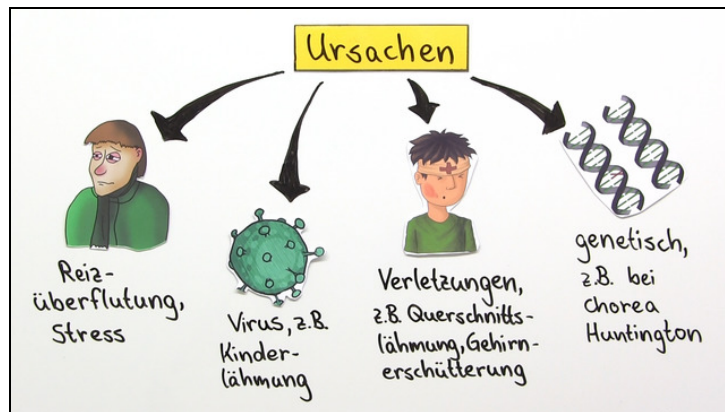 Ursachen
Reiz-
überflutung,
Stress
Virus, z.B.
Kinder-
lähmung
Verletzungen,
z.B. Querschnitts-
lähmung, Gehirn-
erschütterung
genetisch,
z.B. bei
Chorea
Huntington